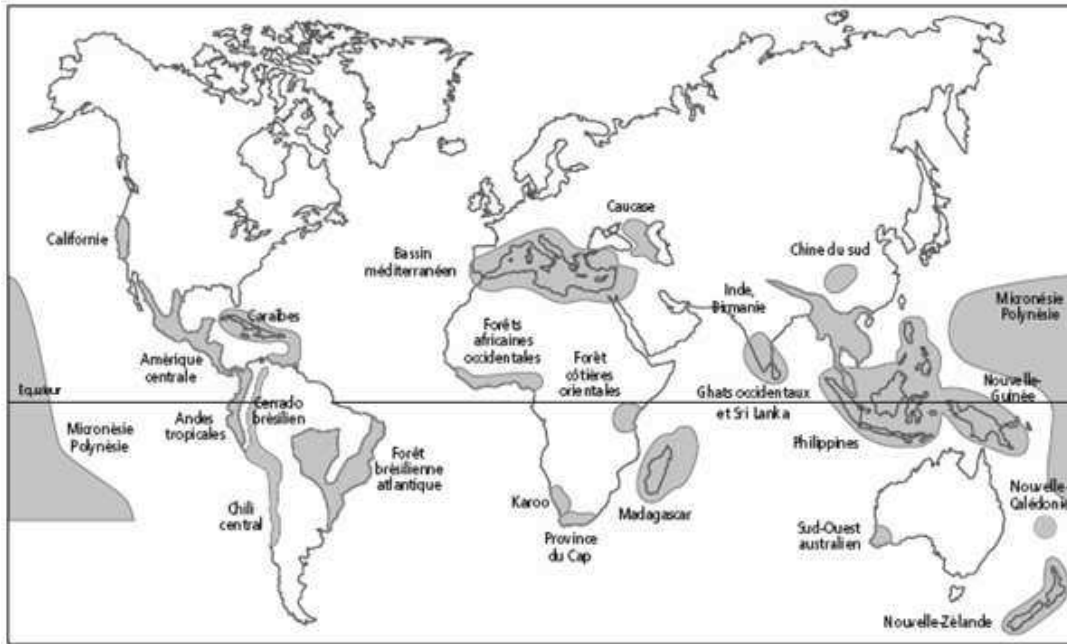 Caucase
Californie
Bassin
méditerranéen
Chine du sud
Inde,
Birmanie
Micronésie
Polynésie
Caraïbes
Forêts
africaines
occidentales
Forêt
côtières
orientales
Amérique
centrale
Equateur
Ghats occidentaux
et Sri Lanka
Nouvelle-
Guinée
Andes
tropicales
Cerrado
brésilien
Micronésie
Polynésie
Philippines
Forêt
brésilienne
atlantique
Karoo
Madagascar
Nouvelle-
Calédonie
Chili
central
Province
du Cap
Sud-Ouest
australien
Nouvelle-Zélande